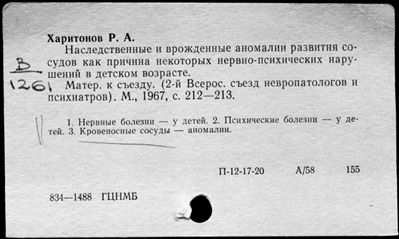 Харитонов Р. А.
Наследственные и врожденные аномалии развития со-
судов как причина некоторых нервно-психических нару-
шений в детском возрасте.
В
1261
Матер. к съезду. (2-й Всерос. съезд невропатологов и
психиатров). М., 1967, с. 212—213.
1. Нервные болезни — у детей. 2. Психические болезни — у де-
тей. 3. Кровеносные сосуды — аномалии.
П-12-17-20 А/58 155
834—1488 ГЦНМБ